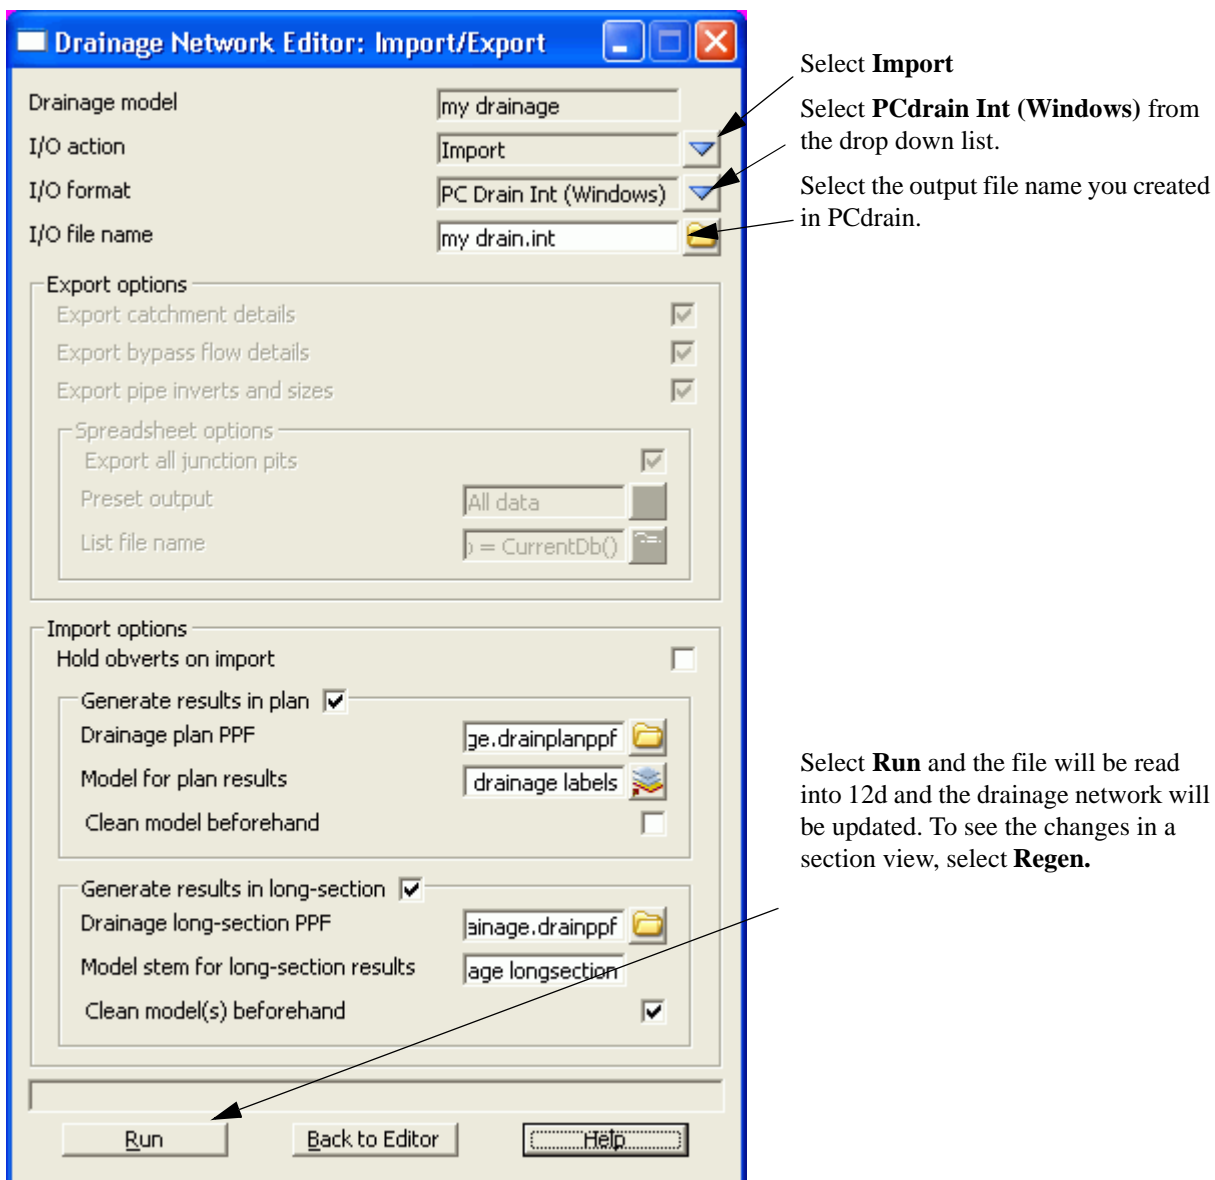 Drainage Network Editor: Import/Export
Drainage model
my drainage
I/O action
Import
I/O format
PC Drain Int (Windows)
I/O file name
my drain.int
Export options
Export catchment details
Export bypass flow details
Export pipe inverts and sizes
Spreadsheet options
Export all junction pits
Preset output
All data
List file name
= CurrentDb()
Import options
Hold obverts on import
Generate results in plan
Drainage plan PPF
ge.drainplanppf
Model for plan results
drainage labels
Clean model beforehand
Generate results in long-section
Drainage long-section PPF
ainage.drainppf
Model stem for long-section results
age longsection
Clean model(s) beforehand
Run
Back to Editor
Help
Select Import
Select PCdrain Int (Windows) from
the drop down list.
Select the output file name you created
in PCdrain.
Select Run and the file will be read
into 12d and the drainage network will
be updated. To see the changes in a
section view, select Regen.